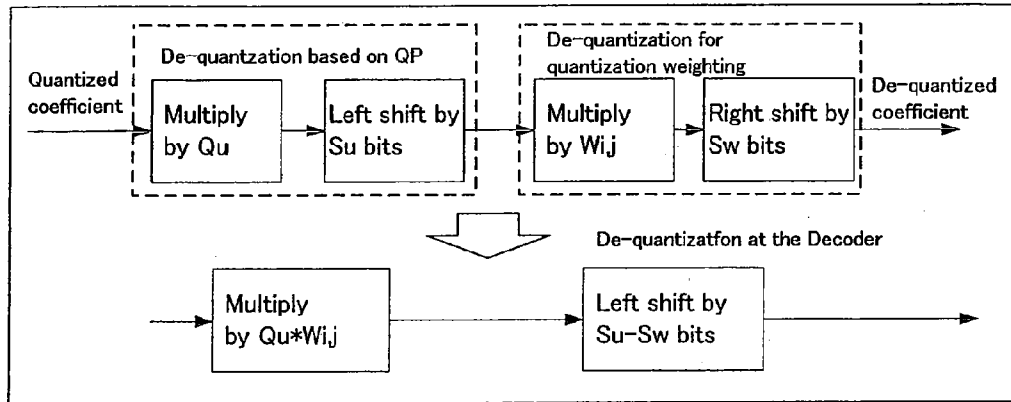 De-quantzation based on QP
De-quantization for
quantization weighting
Quantized
coefficient
Multiply
by Qu
Left shift by
Su bits
Multiply
by Wi,j
Right shift by
Sw bits
De-quantized
coefficient
De-quantizatfon at the Decoder
Multiply
by Qu*Wi,j
Left shift by
Su-Sw bits